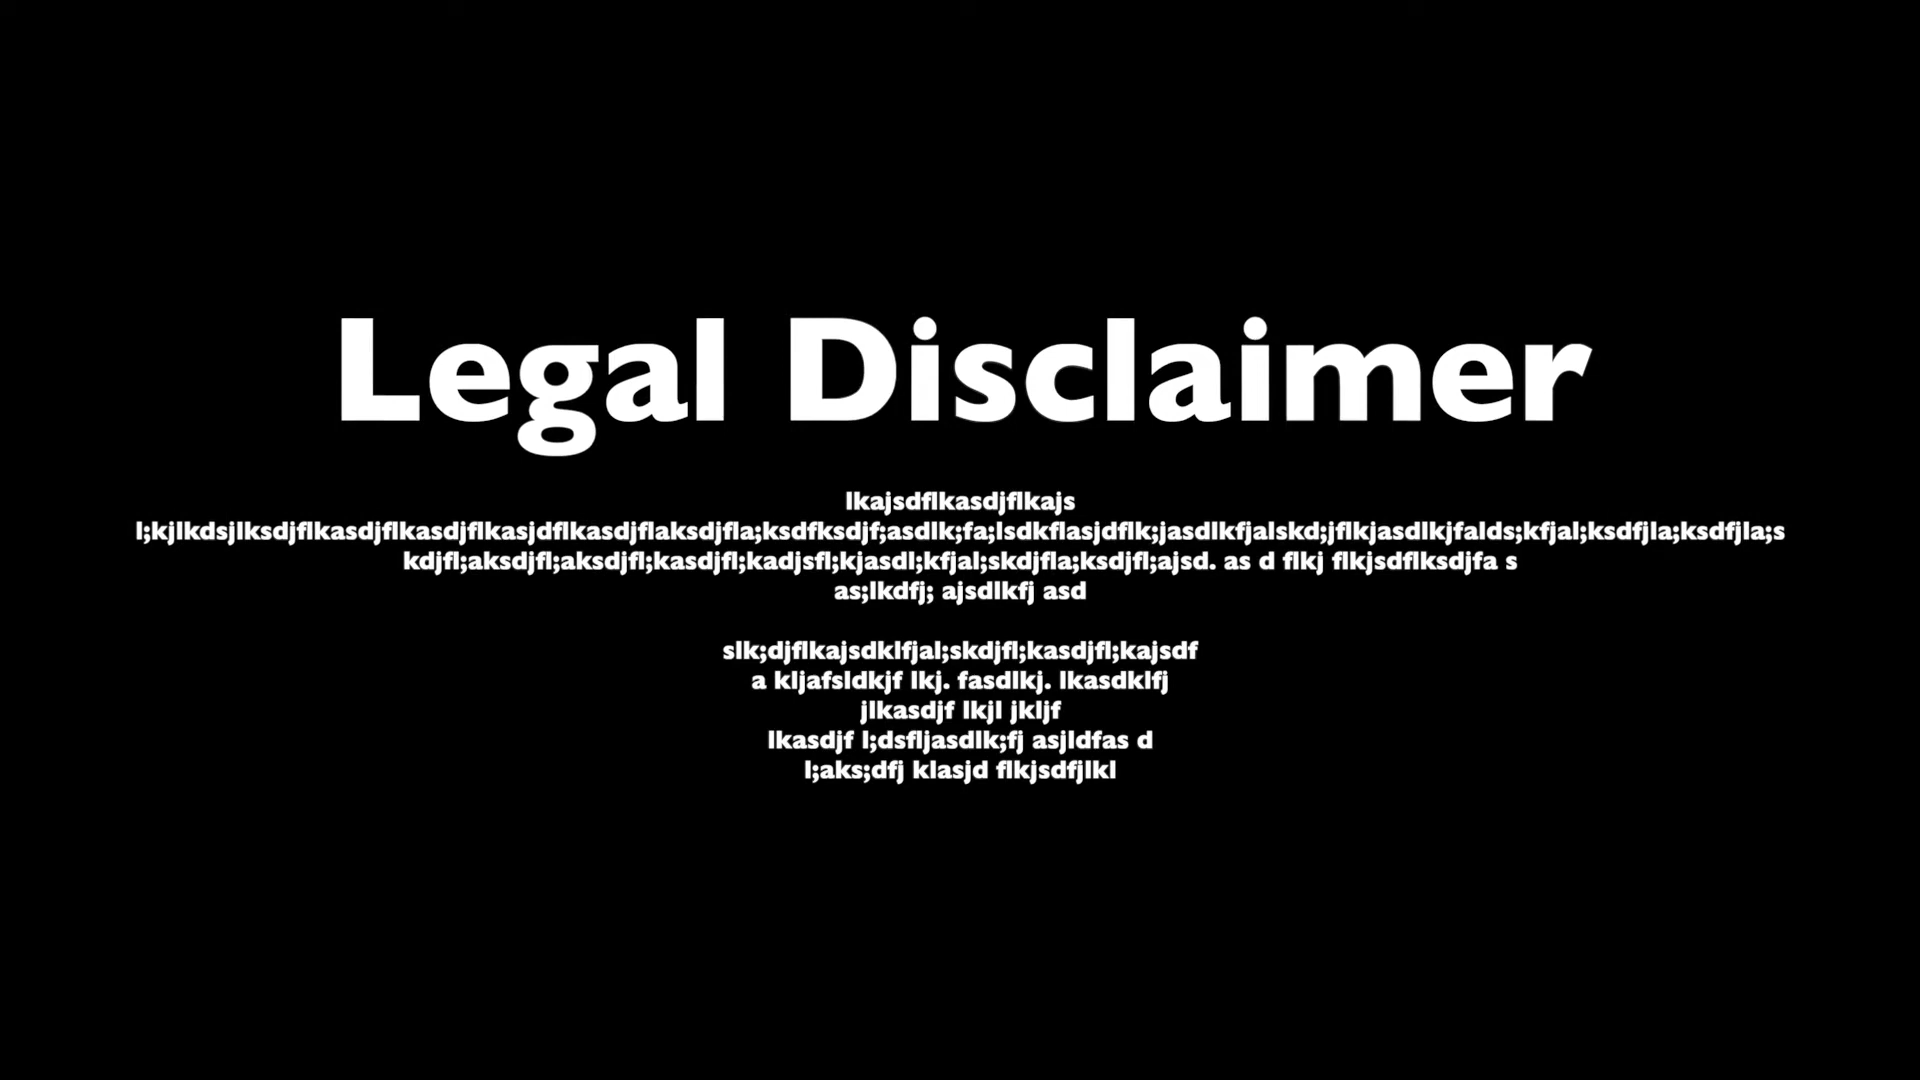 Legal Disclaimer
lkajsdflkasdjflkajs
l;kjlkdsjlksdjflkasdjflkasdjflkasjdflkasdjflaksdjfla;ksdfksdjf;asdlk;fa;lsdkflasjdflk;jasdlkfjalskd;jflkjasdlkjfalds;kfjal;ksdfjla;ksdfjla;s
kdjfl;aksdjfl;aksdjfl;kasdjfl;kadjsfl;kjasdl;kfjal;skdjfla;ksdjfl;ajsd. as d flkj flkjsdflksdjfa s
as;lkdfj; ajsdlkfj asd
slk;djflkajsdklfjal;skdjfl;kasdjfl;kajsdf
a kljafsldkjf lkj. fasdlkj. lkasdklfj
jlkasdjf lkjl jkljf
lkasdjf l;dsfljasdlk;fj asjldfas d
l;aks;dfj klasjd flkjsdfjlkl